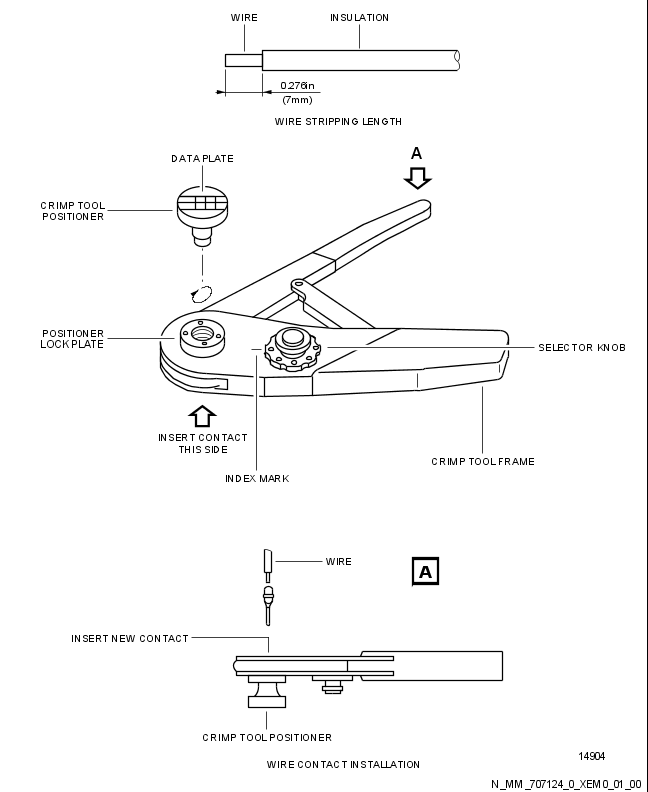 WIRE
INSULATION
0.276in
(7mm)
WIRE STRIPPING LENGTH
DATA PLATE
A
CRIMP TOOL
POSITIONER
POSITIONER
LOCK PLATE
SELECTOR KNOB
INSERT CONTACT
THIS SIDE
CRIMP TOOL FRAME
INDEX MARK
WIRE
A
INSERT NEW CONTACT
CRIMP TOOL POSITIONER
14904
WIRE CONTACT INSTALLATION
N_MM_707124_0_XEM0_01_00